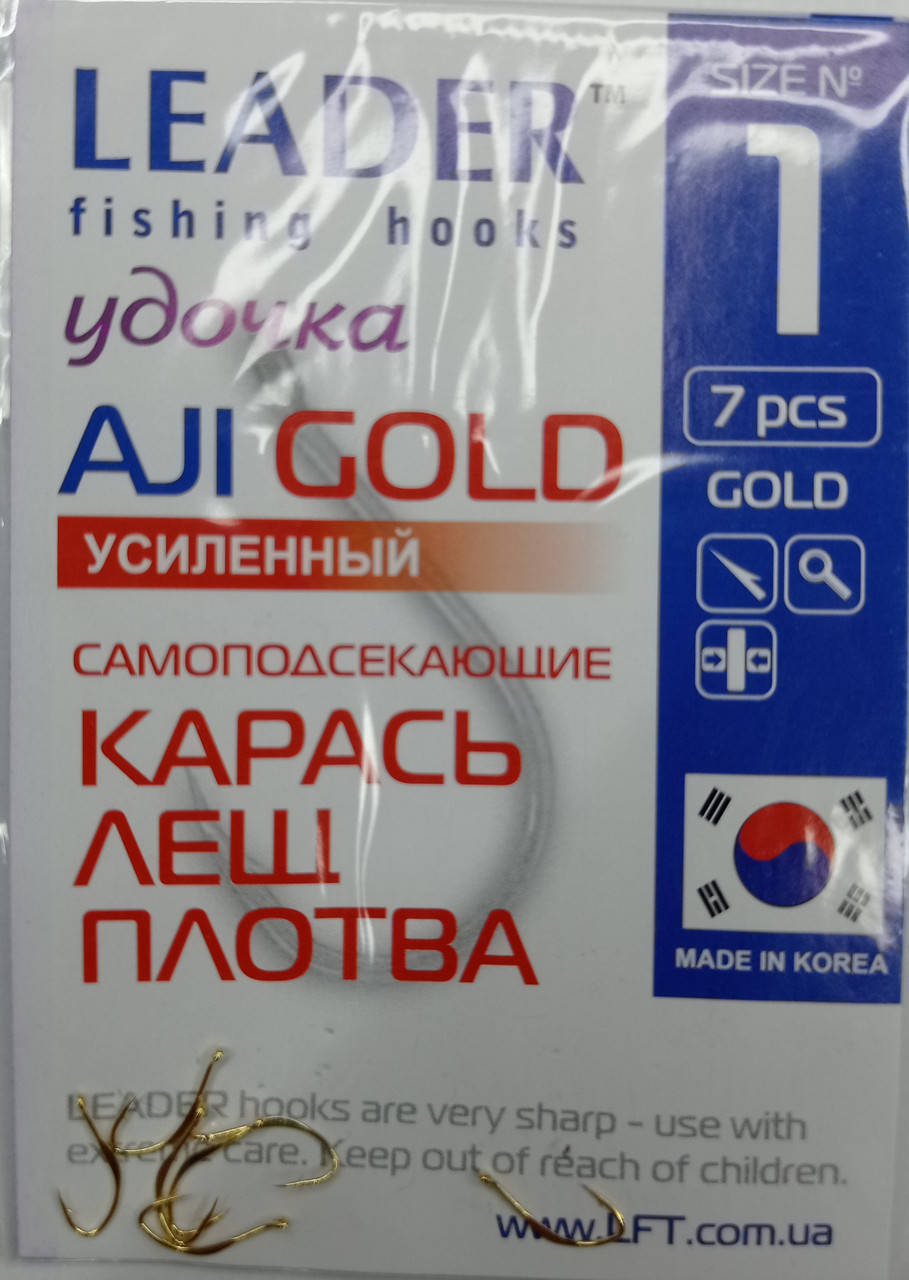 LEADER™
fishing hooks
удочка
AJI GOLD
УСИЛЕННЫЙ
САМОПОДСЕКАЮЩИЕ
КАРАСЬ
ЛЕЩ
ПЛОТВА
SIZE №
1
7 pcs
GOLD
MADE IN KOREA
LEADER hooks are very sharp - use with
extreme care. Keep out of reach of children.
www.LFT.com.ua